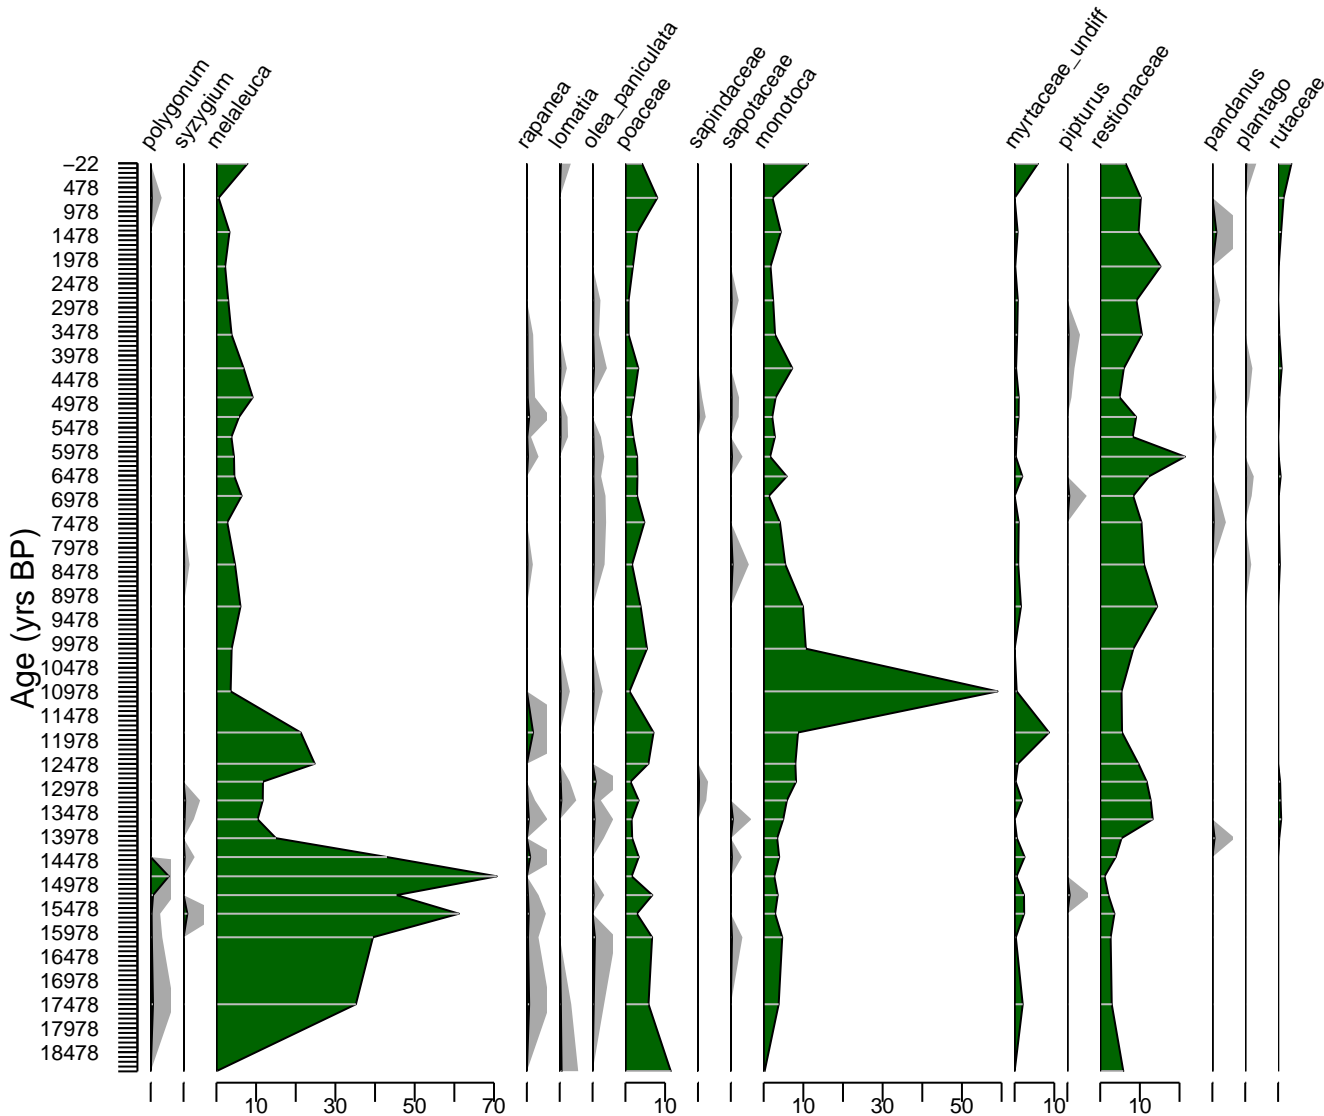 polygonum
syzygium
melaleuca
rapanea
lomatia
olea_paniculata
poaceae
sapindaceae
sapotaceae
monotoca
myrtaceae_undiff
pipturus
restionaceae
pandanus
plantago
rutaceae
Age (yrs BP)
−22
478
978
1478
1978
2478
2978
3478
3978
4478
4978
5478
5978
6478
6978
7478
7978
8478
8978
9478
9978
10478
10978
11478
11978
12478
12978
13478
13978
14478
14978
15478
15978
16478
16978
17478
17978
18478
10 30 50 70 10 10 30 50 10 10